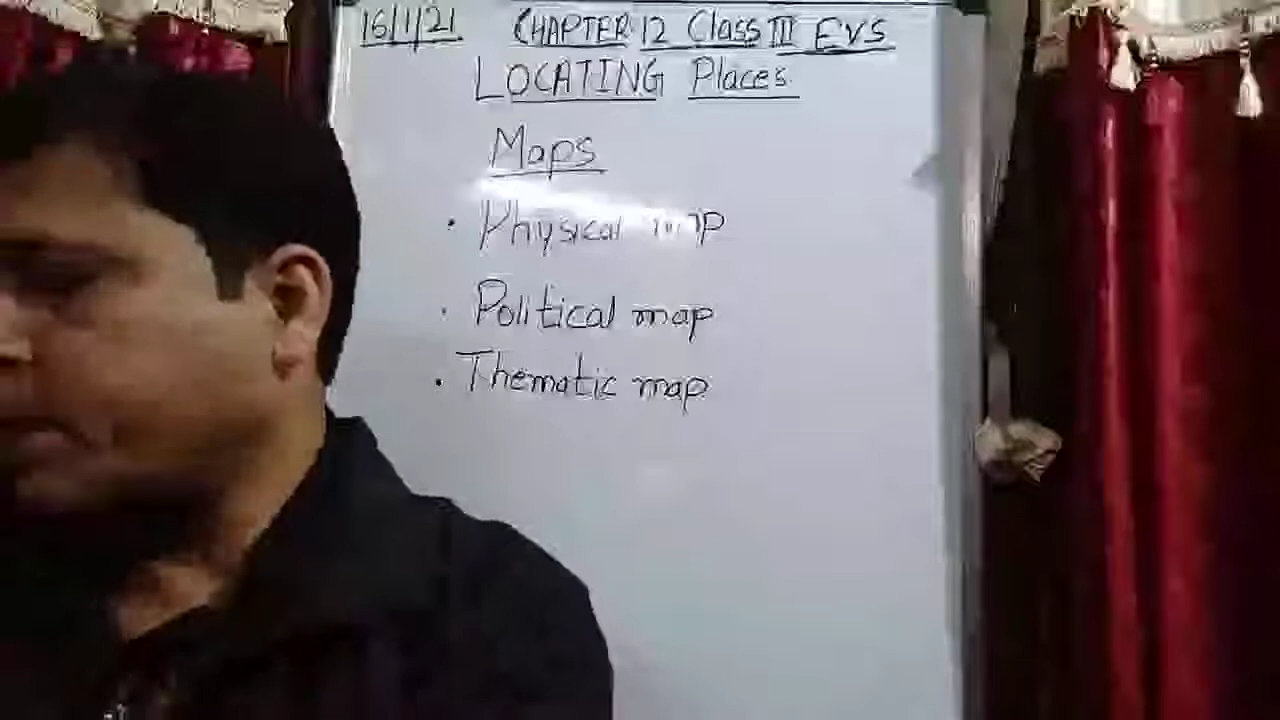 16/1/21 CHAPTER 12 Class III EVS
LOCATING Places
Maps
• Physical map
• Political map
• Thematic map